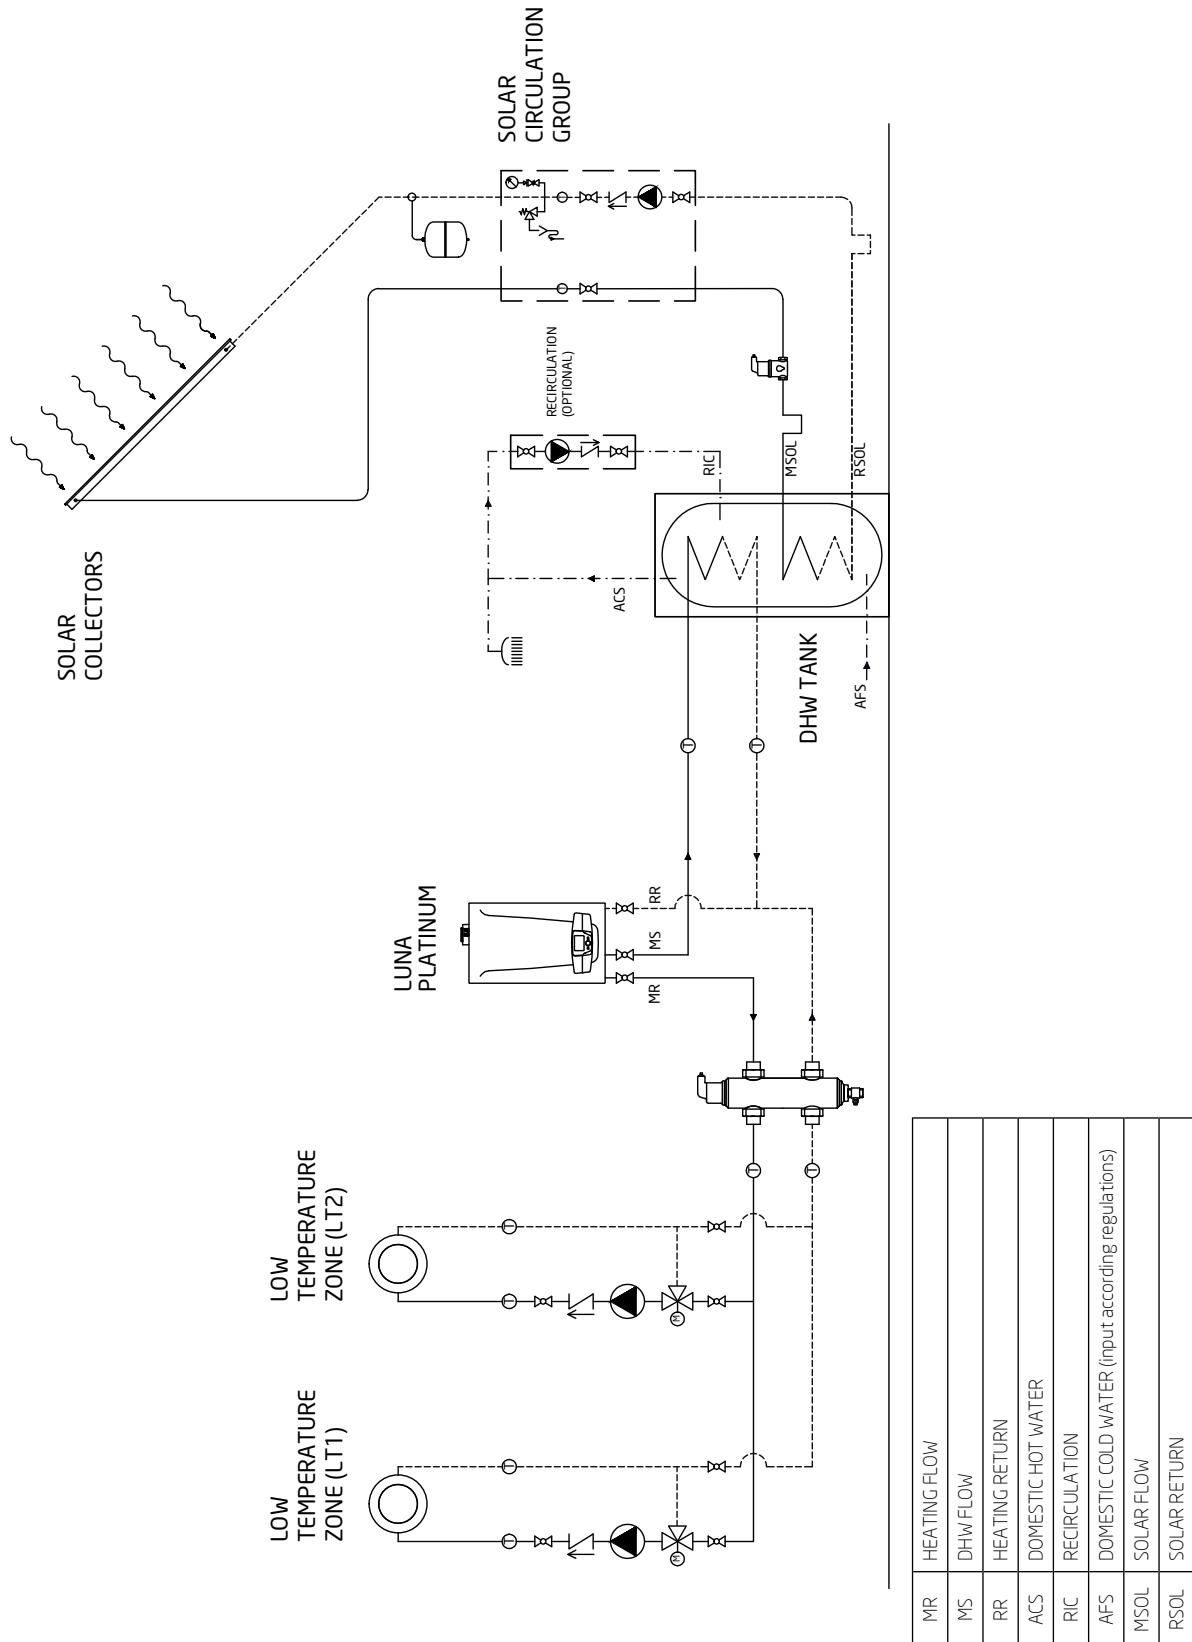 LOW
TEMPERATURE
ZONE (LT1)
LOW
TEMPERATURE
ZONE (LT2)
LUNA
PLATINUM
SOLAR
COLLECTORS
SOLAR
CIRCULATION
GROUP
RECIRCULATION
(OPTIONAL)
M
T
T
M
T
T
T
T
MR
MS
RR
T
T
ACS
RIC
MSOL
RSOL
DHW TANK
AFS
MR HEATING FLOW
MS DHW FLOW
RR HEATING RETURN
ACS DOMESTIC HOT WATER
RIC RECIRCULATION
AFS DOMESTIC COLD WATER (input according regulations)
MSOL SOLAR FLOW
RSOL SOLAR RETURN